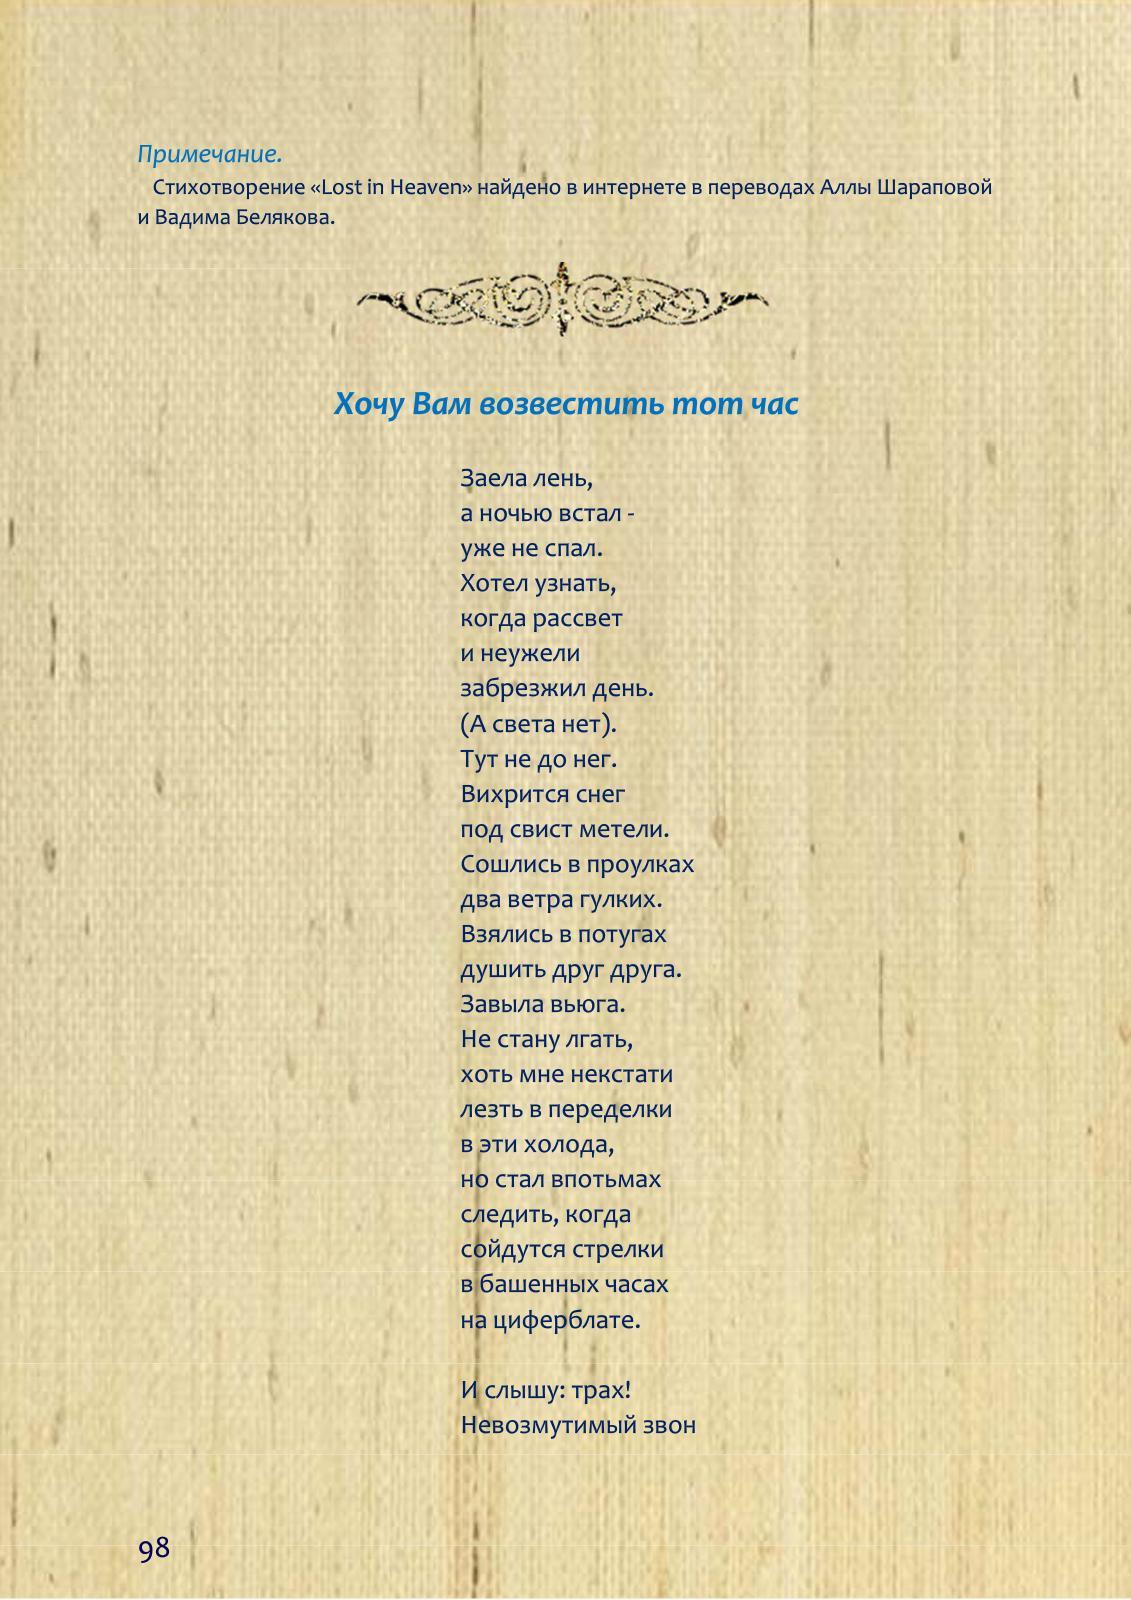 Примечание.
Стихотворение «Lost in Heaven» найдено в интернете в переводах Аллы Шараповой
и Вадима Белякова.
Хочу Вам возвестить тот час
Заела лень,
а ночью встал -
уже не спал.
Хотел узнать,
когда рассвет
и неужели
забрезжил день.
(А света нет).
Тут не до нег.
Вихрится снег
под свист метели.
Сошлись в проулках
два ветра гулких.
Взялись в потугах
душить друг друга.
Завыла вьюга.
Не стану лгать,
хоть мне некстати
лезть в переделки
в эти холода,
но стал впотьмах
следить, когда
сойдутся стрелки
в башенных часах
на циферблате.
И слышу: трах!
Невозмутимый звон
98